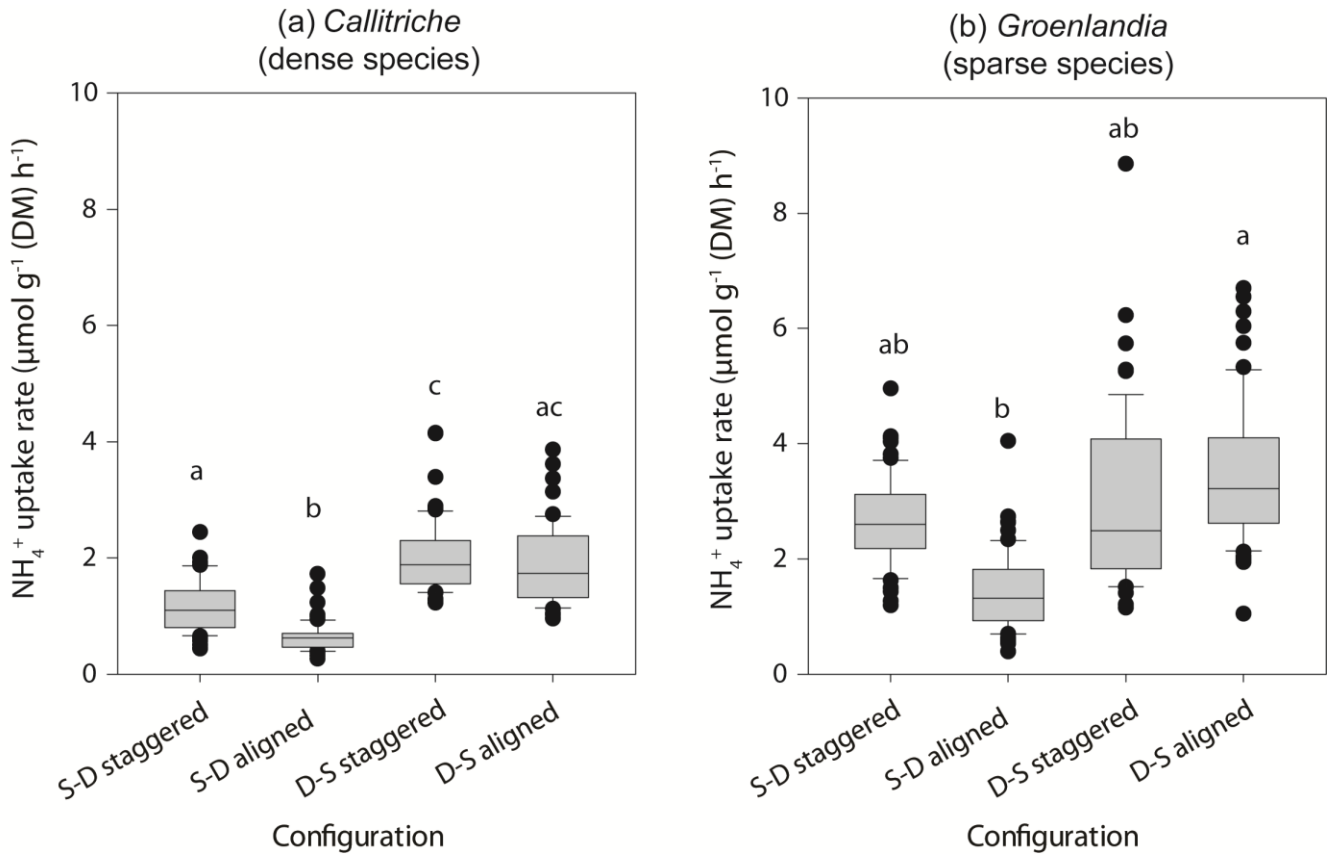 (a) Callitriche
(dense species)
NH₄⁺ uptake rate (µmol g⁻¹ (DM) h⁻¹)
10
8
6
4
2
0
a
b
c
ac
S-D staggered
S-D aligned
D-S staggered
D-S aligned
Configuration
(b) Groenlandia
(sparse species)
NH₄⁺ uptake rate (µmol g⁻¹ (DM) h⁻¹)
10
8
6
4
2
0
ab
b
ab
a
S-D staggered
S-D aligned
D-S staggered
D-S aligned
Configuration